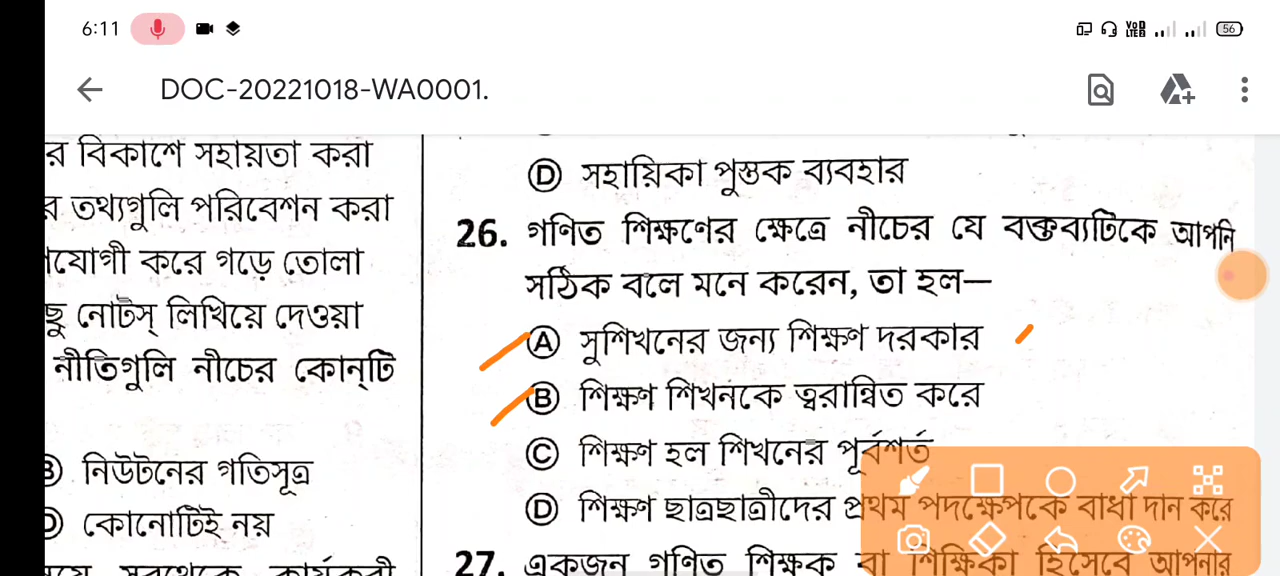 6:11
56
DOC-20221018-WA0001.
র বিকাশে সহায়তা করা
র তথ্যগুলি পরিবেশন করা
যোগী করে গড়ে তোলা
ছু নোটস্ লিখিয়ে দেওয়া
নীতিগুলি নীচের কোন্‌টি
B নিউটনের গতিসূত্র
D কোনোটিই নয়
D সহায়িকা পুস্তক ব্যবহার
26. গণিত শিক্ষণের ক্ষেত্রে নীচের যে বক্তব্যটিকে আপনি
সঠিক বলে মনে করেন, তা হল—
A সুশিখনের জন্য শিক্ষণ দরকার
B শিক্ষণ শিখনকে ত্বরান্বিত করে
C শিক্ষণ হল শিখনের পূর্বশর্ত
D শিক্ষণ ছাত্রছাত্রীদের প্রথম পদক্ষেপকে বাধা দান করে
27. একজন গণিত শিক্ষক বা শিক্ষিকা হিসেবে আপনার